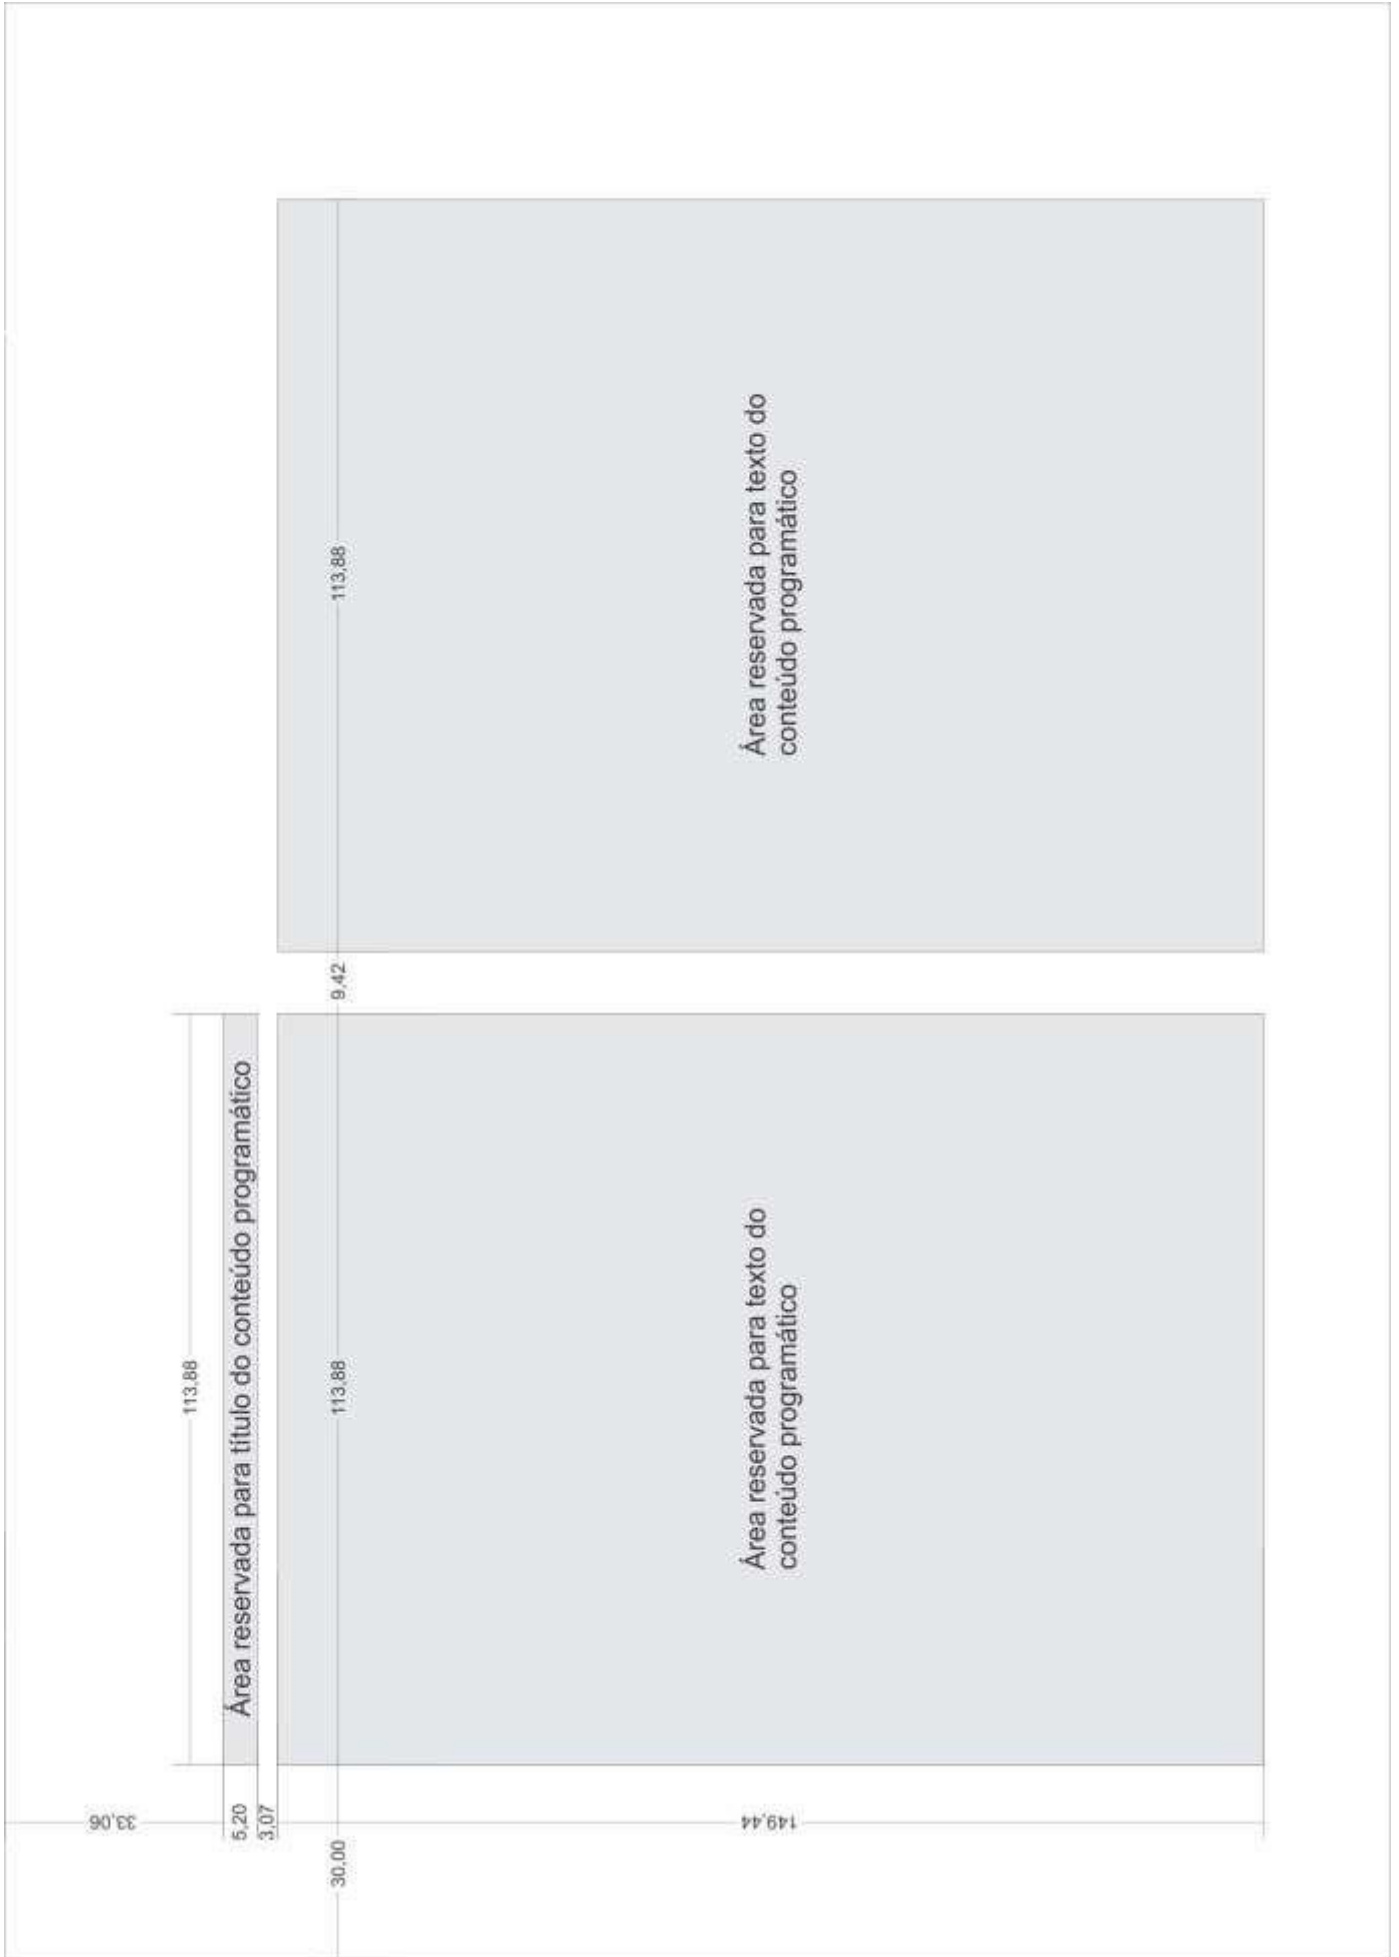 33,06
113,88
5,20
Área reservada para título do conteúdo programático
3,07
30,00
113,88
9,42
113,88
149,44
Área reservada para texto do
conteúdo programático
Área reservada para texto do
conteúdo programático